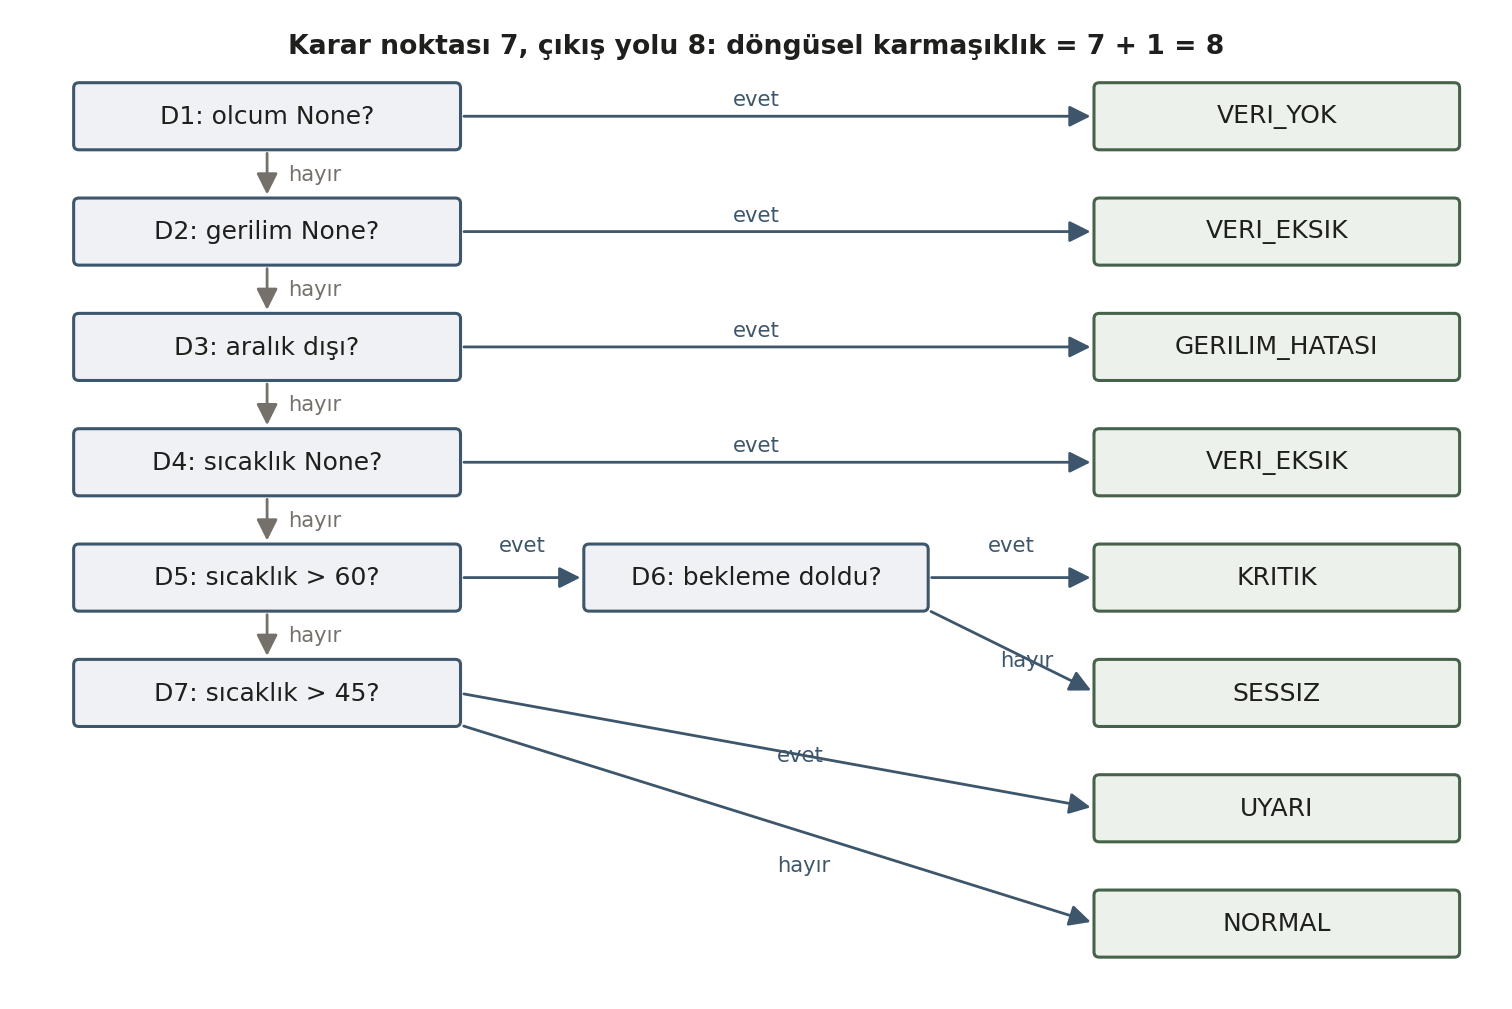 Karar noktası 7, çıkış yolu 8: döngüsel karmaşıklık = 7 + 1 = 8
D1: olcum None?
evet
VERI_YOK
hayır
D2: gerilim None?
evet
VERI_EKSIK
hayır
D3: aralık dışı?
evet
GERILIM_HATASI
hayır
D4: sıcaklık None?
evet
VERI_EKSIK
hayır
D5: sıcaklık > 60?
evet
D6: bekleme doldu?
evet
KRITIK
hayır
hayır
SESSIZ
D7: sıcaklık > 45?
evet
UYARI
hayır
NORMAL